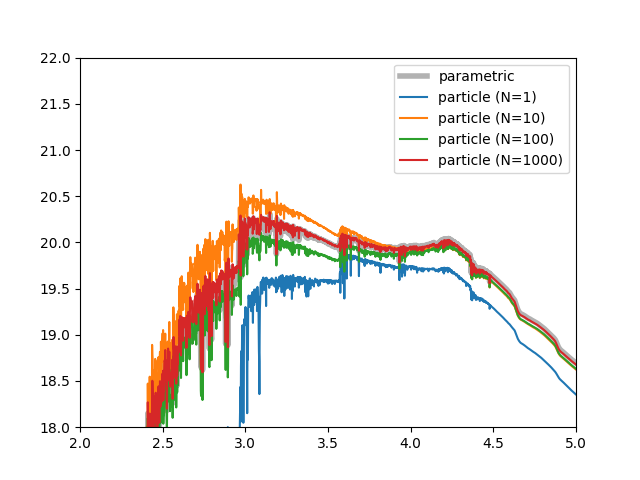 22.0
21.5
21.0
20.5
20.0
19.5
19.0
18.5
18.0
2.0 2.5 3.0 3.5 4.0 4.5 5.0
parametric
particle (N=1)
particle (N=10)
particle (N=100)
particle (N=1000)